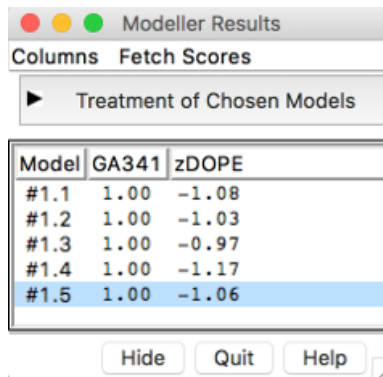 Modeller Results
Columns Fetch Scores
Treatment of Chosen Models
Model GA341 zDOPE
#1.1 1.00 -1.08
#1.2 1.00 -1.03
#1.3 1.00 -0.97
#1.4 1.00 -1.17
#1.5 1.00 -1.06
Hide Quit Help